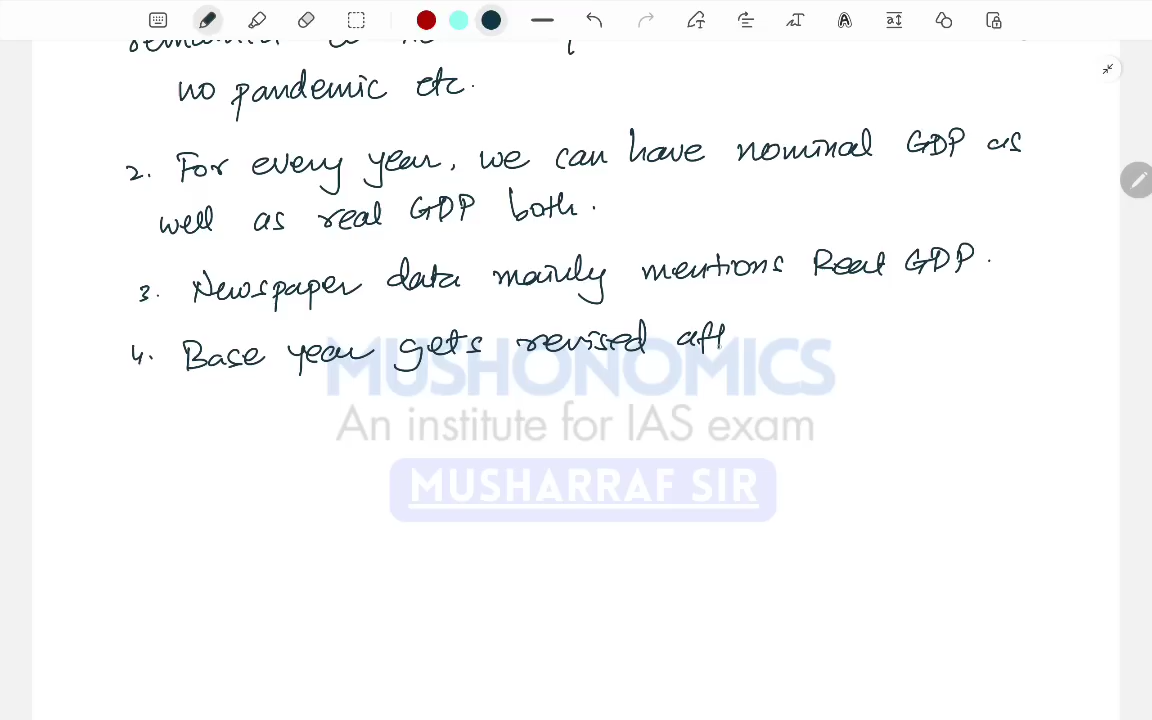 no pandemic etc.
2. For every year, we can have nominal GDP as
well as real GDP both.
3. Newspaper data mainly mentions Real GDP.
4. Base year gets revised aft
MUSHONOMICS
An institute for IAS exam
MUSHARRAF SIR